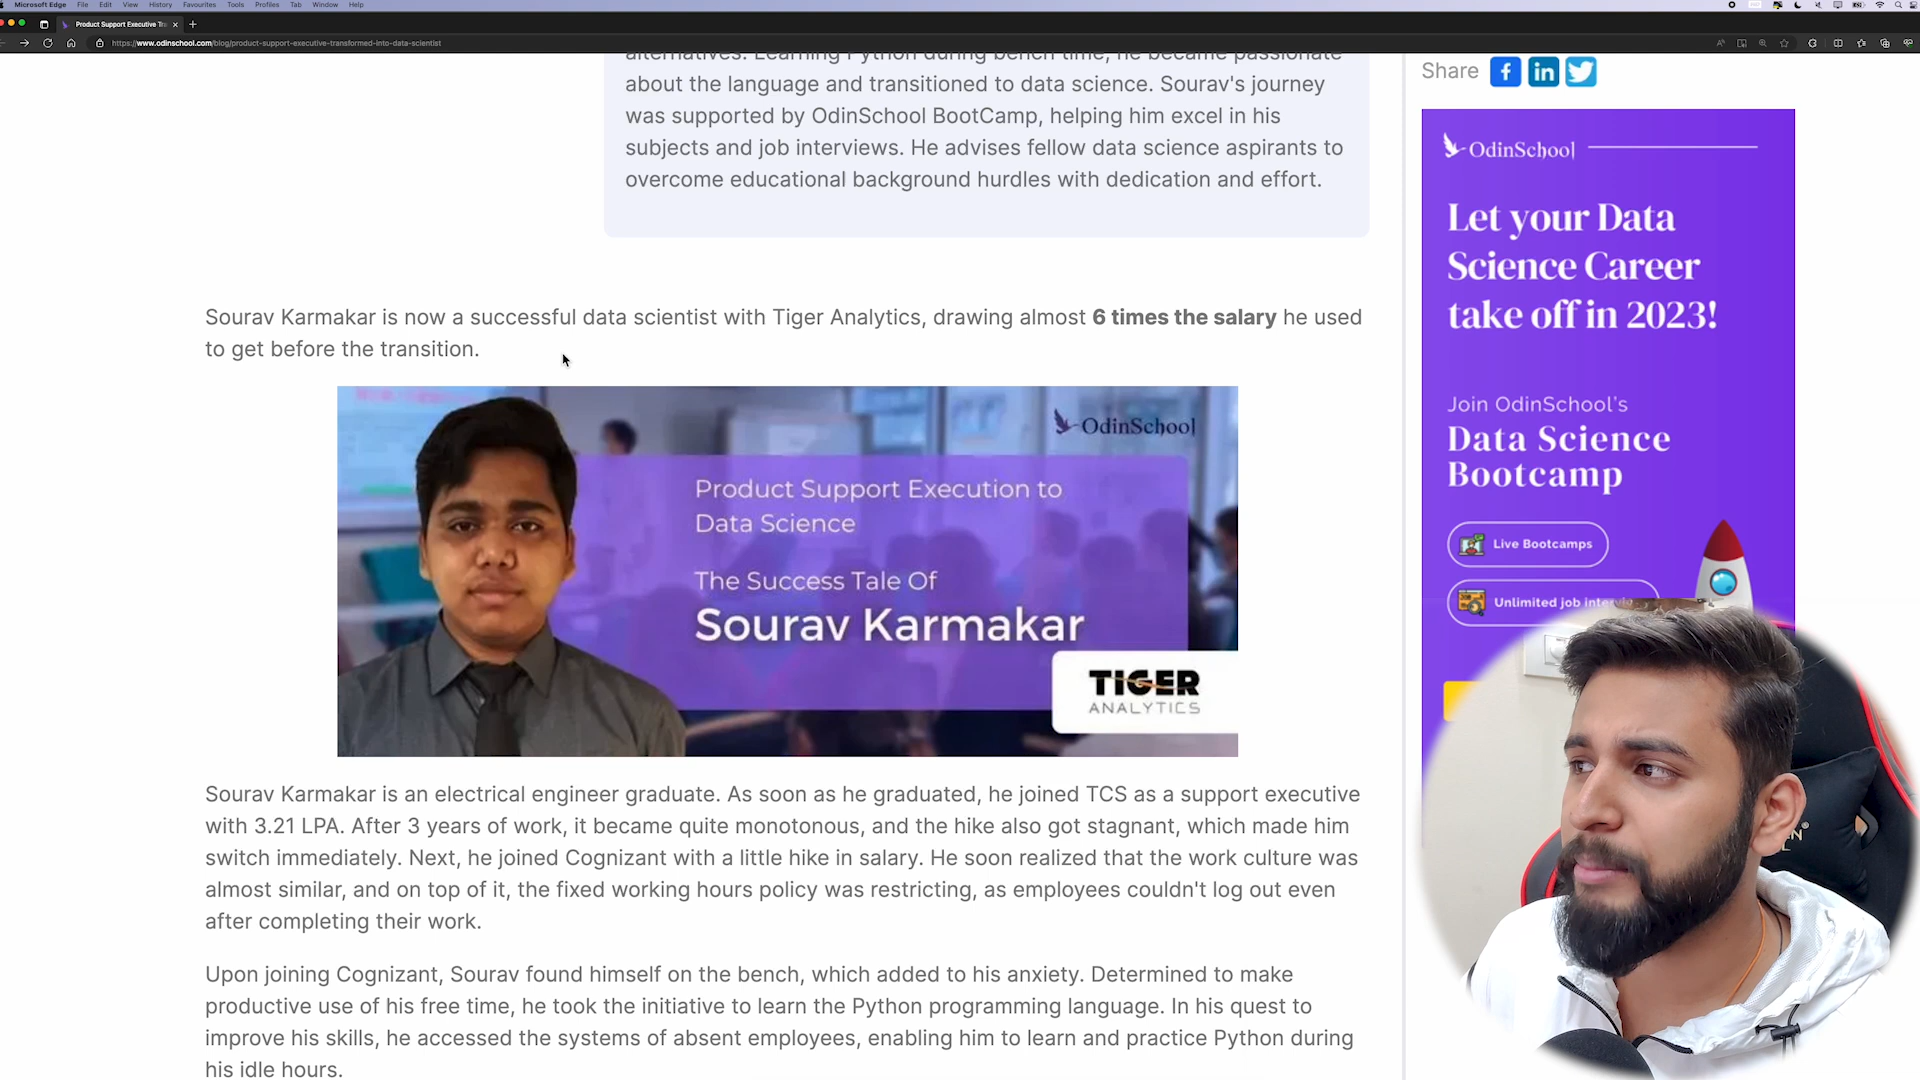 Microsoft Edge File Edit View History Favourites Tools Profiles Tab Window Help
Product Support Executive Tra
https://www.odinschool.com/blog/product-support-executive-transformed-into-data-scientist
alternatives. Learning Python during bench time, he became passionate
about the language and transitioned to data science. Sourav's journey
was supported by OdinSchool BootCamp, helping him excel in his
subjects and job interviews. He advises fellow data science aspirants to
overcome educational background hurdles with dedication and effort.
Sourav Karmakar is now a successful data scientist with Tiger Analytics, drawing almost 6 times the salary he used
to get before the transition.
OdinSchool
Product Support Execution to
Data Science
The Success Tale Of
Sourav Karmakar
TIGER
ANALYTICS
Sourav Karmakar is an electrical engineer graduate. As soon as he graduated, he joined TCS as a support executive
with 3.21 LPA. After 3 years of work, it became quite monotonous, and the hike also got stagnant, which made him
switch immediately. Next, he joined Cognizant with a little hike in salary. He soon realized that the work culture was
almost similar, and on top of it, the fixed working hours policy was restricting, as employees couldn't log out even
after completing their work.
Upon joining Cognizant, Sourav found himself on the bench, which added to his anxiety. Determined to make
productive use of his free time, he took the initiative to learn the Python programming language. In his quest to
improve his skills, he accessed the systems of absent employees, enabling him to learn and practice Python during
his idle hours.
Share
OdinSchool
Let your Data
Science Career
take off in 2023!
Join OdinSchool's
Data Science
Bootcamp
Live Bootcamps
Unlimited job